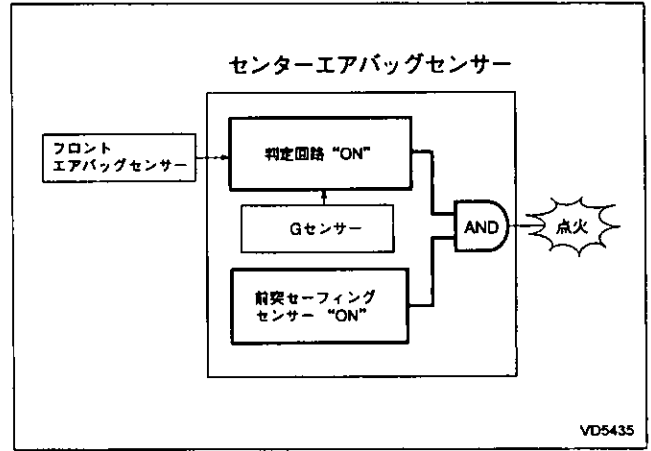 センターエアバッグセンサー
フロント
エアバッグセンサー
判定回路 “ON”
Gセンサー
AND
点火
前突セーフィング
センサー “ON”
VD5435